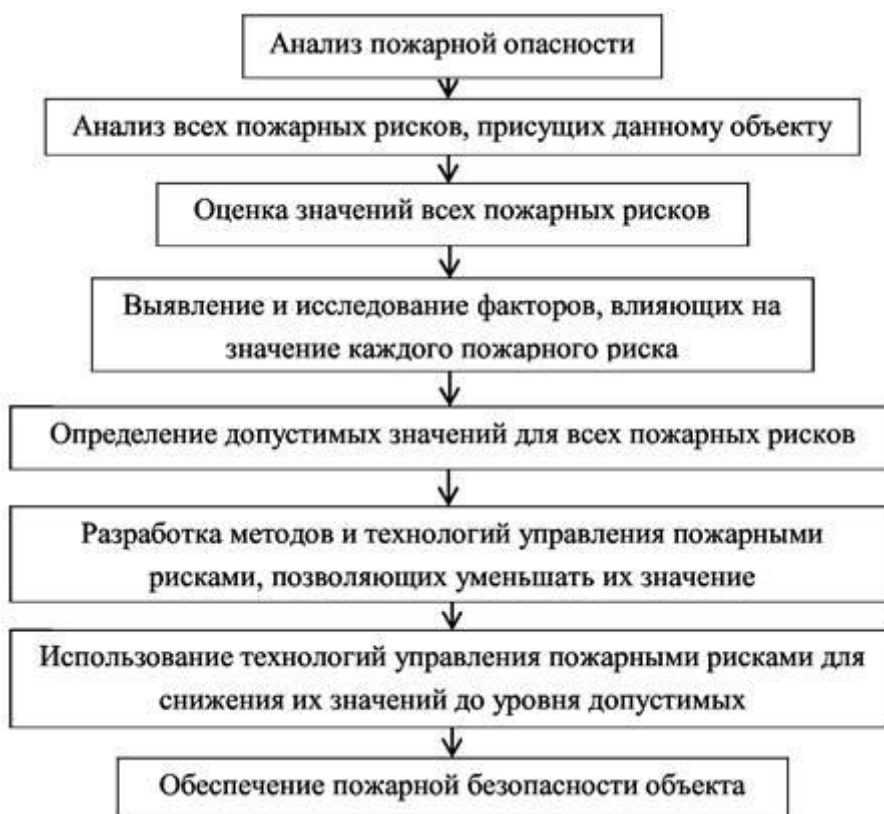 Анализ пожарной опасности
Анализ всех пожарных рисков, присущих данному объекту
Оценка значений всех пожарных рисков
Выявление и исследование факторов, влияющих на
значение каждого пожарного риска
Определение допустимых значений для всех пожарных рисков
Разработка методов и технологий управления пожарными
рисками, позволяющих уменьшать их значение
Использование технологий управления пожарными рисками для
снижения их значений до уровня допустимых
Обеспечение пожарной безопасности объекта